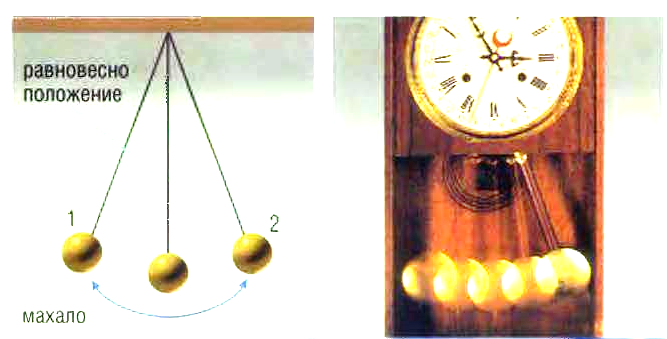 равновесно
положение
1
2
махало